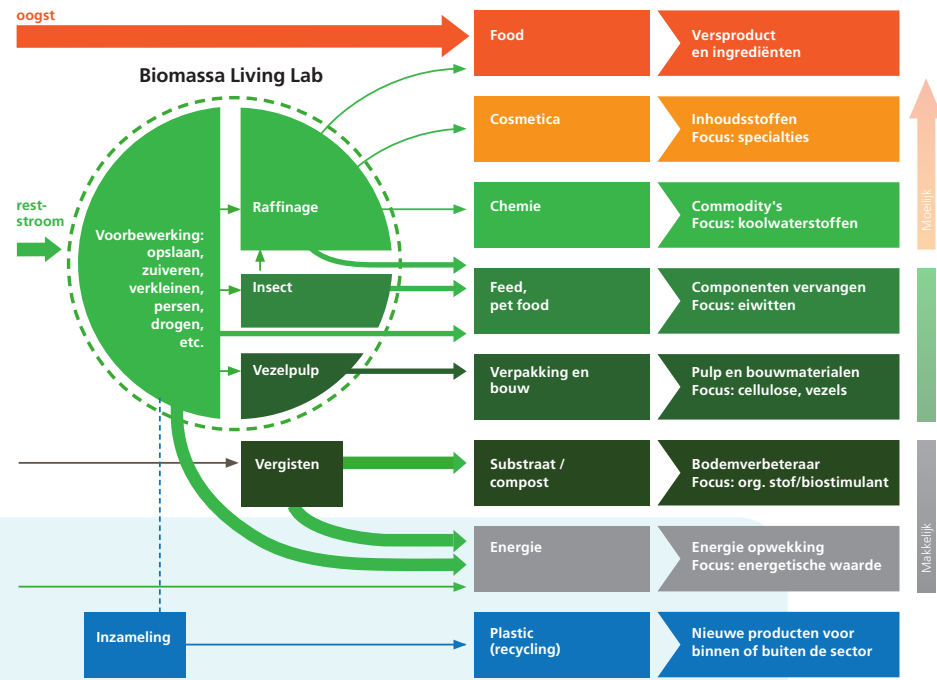 oogst
Food
Versproduct
en ingrediënten
Biomassa Living Lab
Cosmetica
Inhoudsstoffen
Focus: specialties
rest-
stroom
Voorbewerking:
opslaan,
zuiveren,
verkleinen,
persen,
drogen,
etc.
Raffinage
Chemie
Commodity's
Focus: koolwaterstoffen
Moeilijk
Insect
Feed,
pet food
Componenten vervangen
Focus: eiwitten
Vezelpulp
Verpakking en
bouw
Pulp en bouwmaterialen
Focus: cellulose, vezels
Vergisten
Substraat /
compost
Bodemverbeteraar
Focus: org. stof/biostimulant
Energie
Energie opwekking
Focus: energetische waarde
Makkelijk
Inzameling
Plastic
(recycling)
Nieuwe producten voor
binnen of buiten de sector